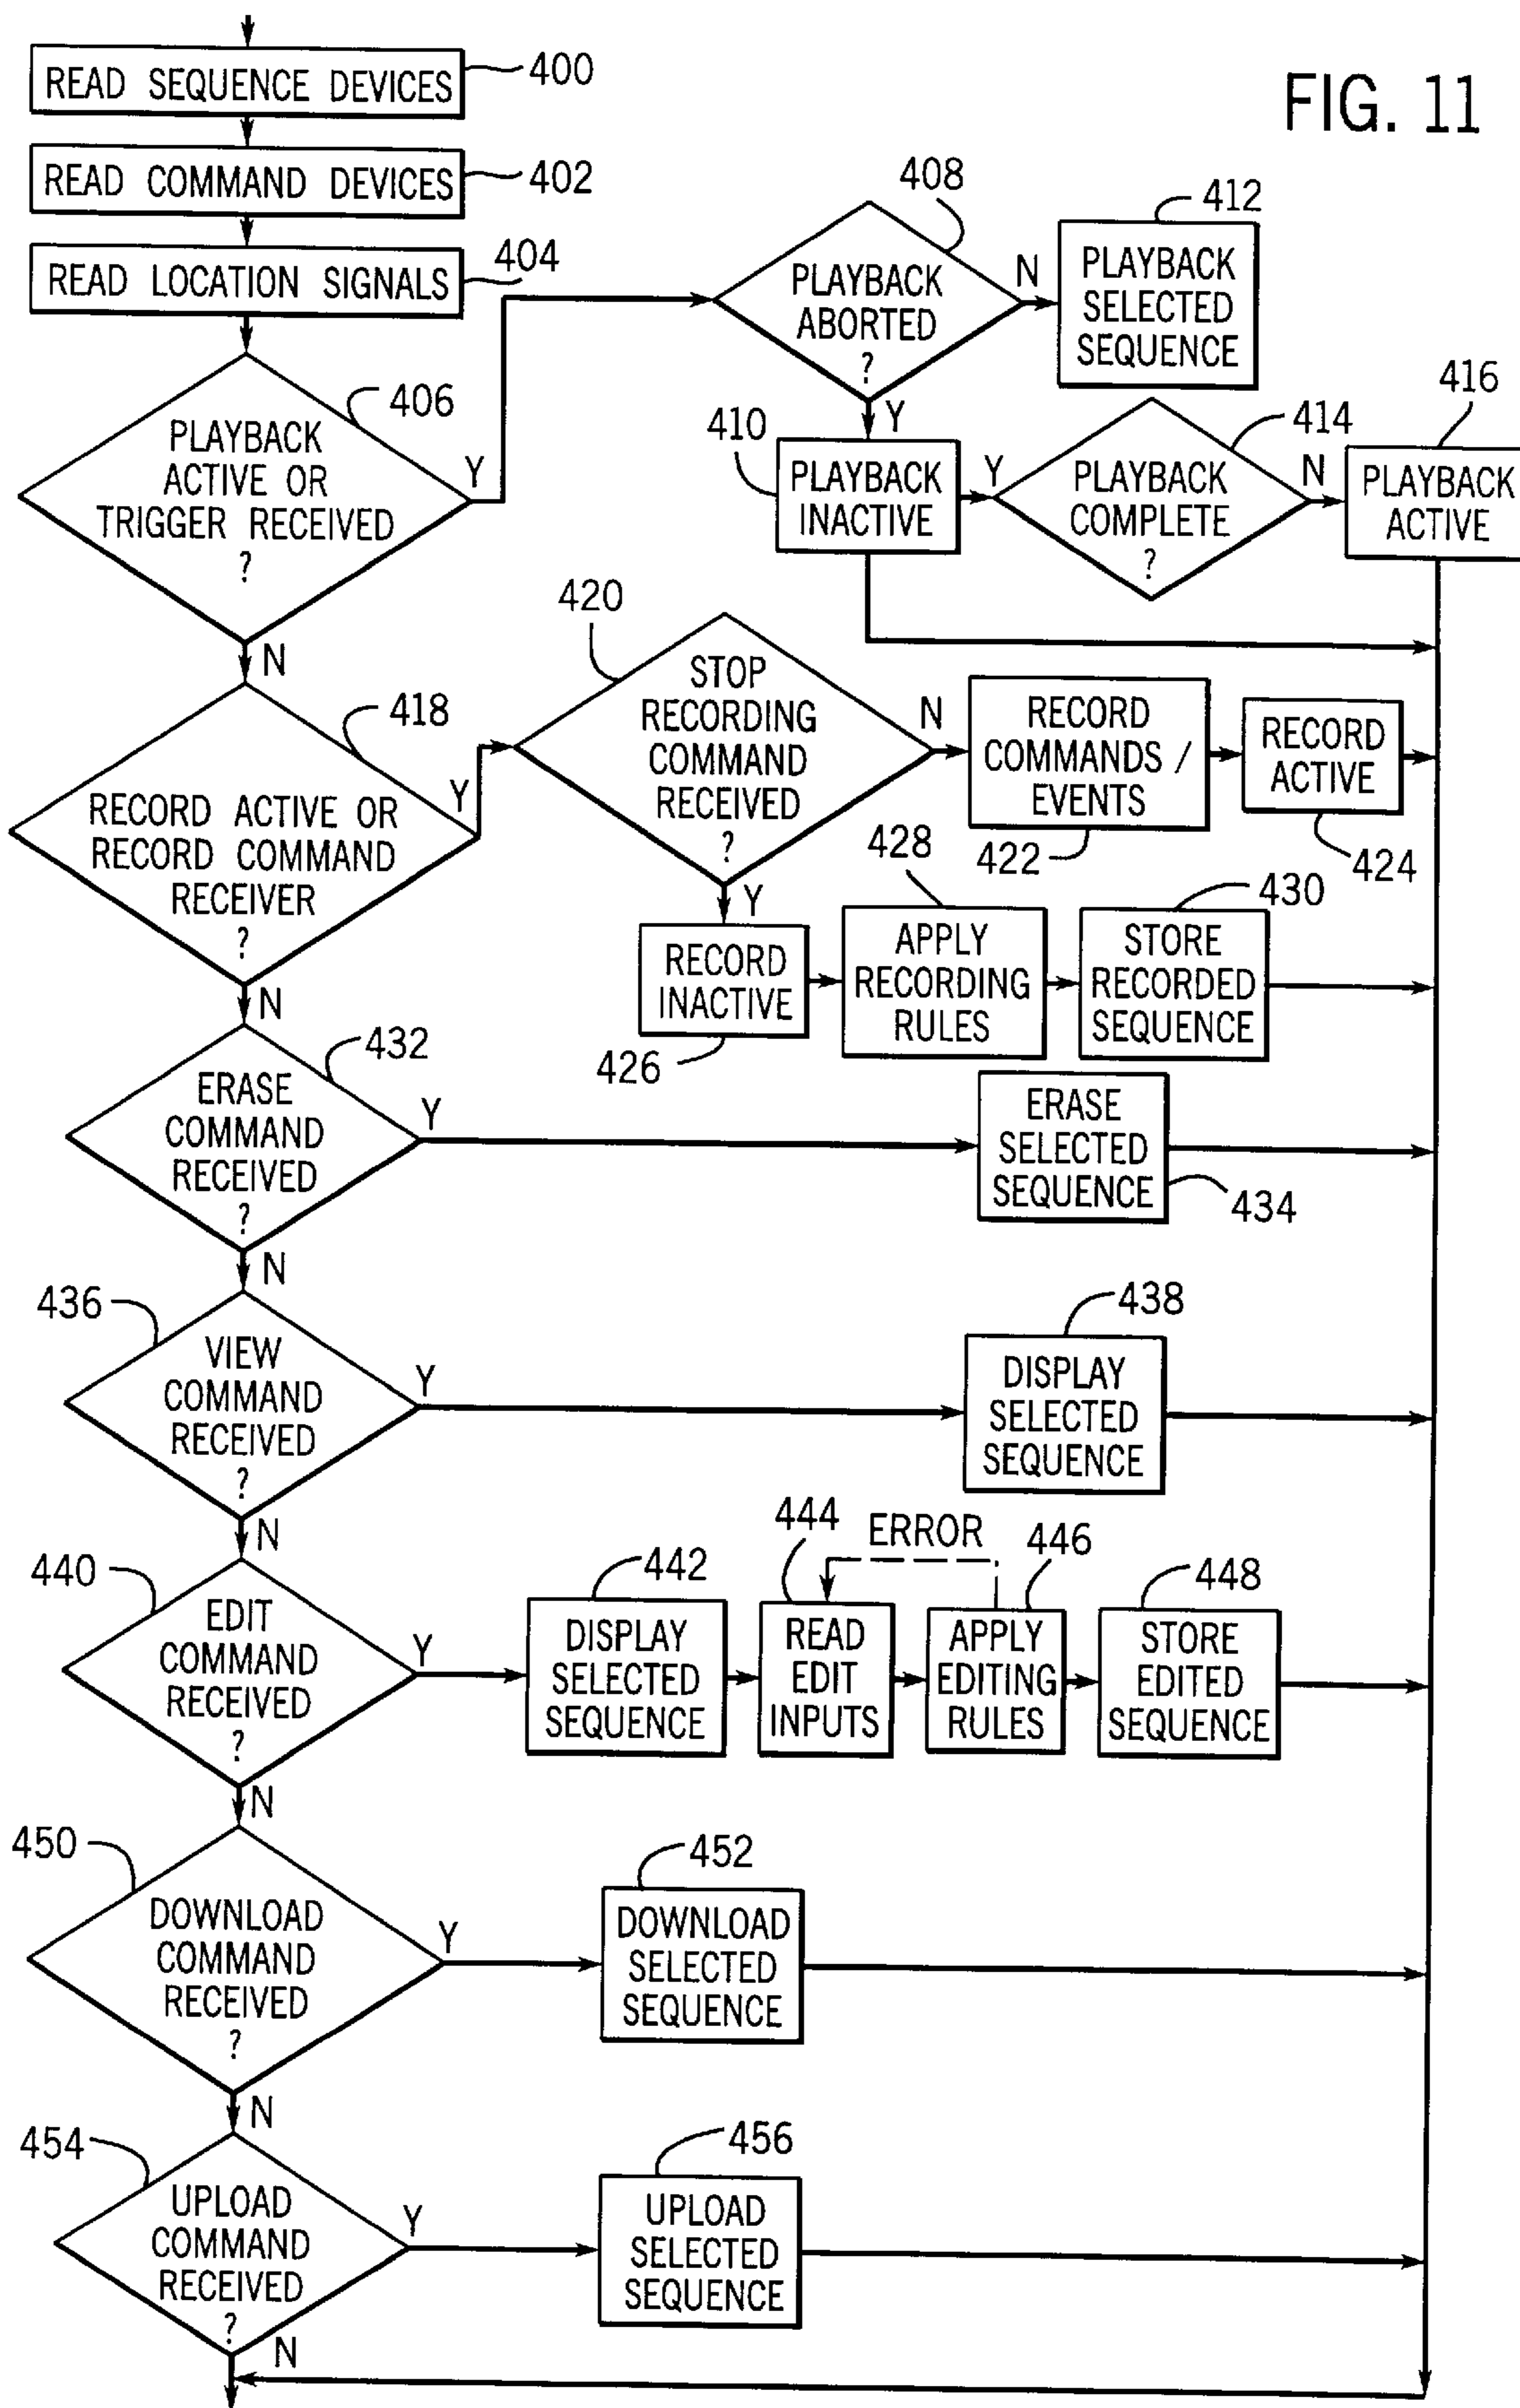 FIG. 11
READ SEQUENCE DEVICES
400
READ COMMAND DEVICES
402
READ LOCATION SIGNALS
404
PLAYBACK
ACTIVE OR
TRIGGER RECEIVED
?
406
Y
N
PLAYBACK
ABORTED
?
408
N
Y
PLAYBACK
SELECTED
SEQUENCE
412
410
PLAYBACK
INACTIVE
Y
PLAYBACK
COMPLETE
?
414
N
PLAYBACK
ACTIVE
416
RECORD ACTIVE OR
RECORD COMMAND
RECEIVER
?
418
Y
N
420
STOP
RECORDING
COMMAND
RECEIVED
?
N
Y
RECORD
COMMANDS /
EVENTS
422
RECORD
ACTIVE
424
RECORD
INACTIVE
426
428
APPLY
RECORDING
RULES
430
STORE
RECORDED
SEQUENCE
432
ERASE
COMMAND
RECEIVED
?
Y
N
ERASE
SELECTED
SEQUENCE
434
436
VIEW
COMMAND
RECEIVED
?
Y
N
438
DISPLAY
SELECTED
SEQUENCE
440
EDIT
COMMAND
RECEIVED
?
Y
N
442
DISPLAY
SELECTED
SEQUENCE
444
READ
EDIT
INPUTS
ERROR
446
APPLY
EDITING
RULES
448
STORE
EDITED
SEQUENCE
450
DOWNLOAD
COMMAND
RECEIVED
?
Y
N
452
DOWNLOAD
SELECTED
SEQUENCE
454
UPLOAD
COMMAND
RECEIVED
?
Y
N
456
UPLOAD
SELECTED
SEQUENCE